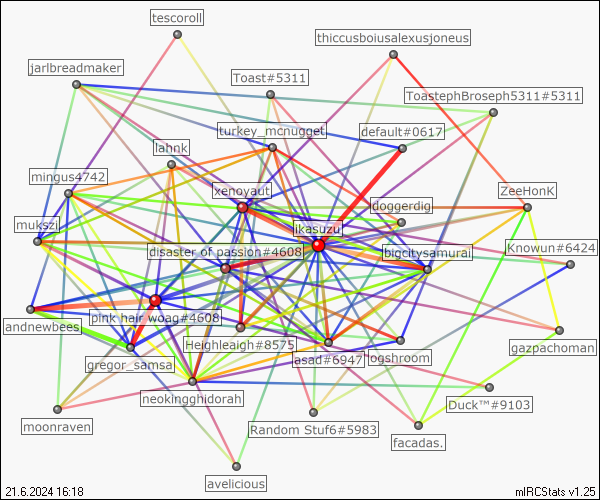 tescoroll
thiccusboiusalexusjoneus
jarlbreadmaker
Toast#5311
ToastephBroseph5311#5311
turkey_mcnugget
default#0617
lahnk
mingus4742
xenoyaut
ZeeHonK
doggerdig
mukszi
ikasuzu
disaster of passion#4608
bigcitysamurai
Knowun#6424
pink hair woag#4608
andnewbees
Heighleaigh#8575
gazpachoman
gregor_samsa
asad#6947
logshroom
neokingghidorah
Duck™#9103
moonraven
Random Stuf6#5983
facadas.
avelicious
21.6.2024 16:18
mIRCStats v1.25